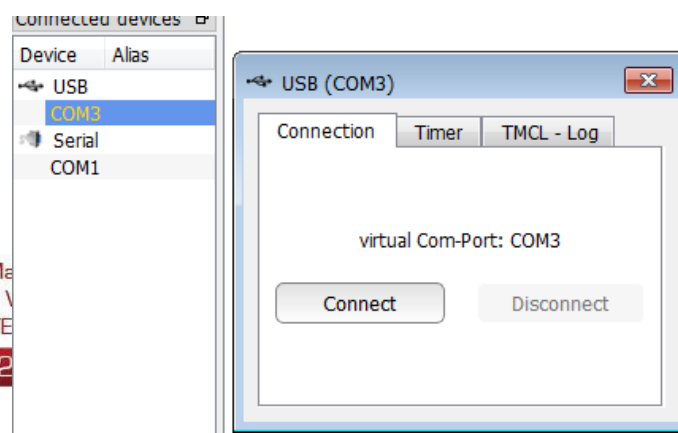 Connected devices
Device Alias
USB
COM3
Serial
COM1
USB (COM3)
Connection Timer TMCL - Log
virtual Com-Port: COM3
Connect Disconnect